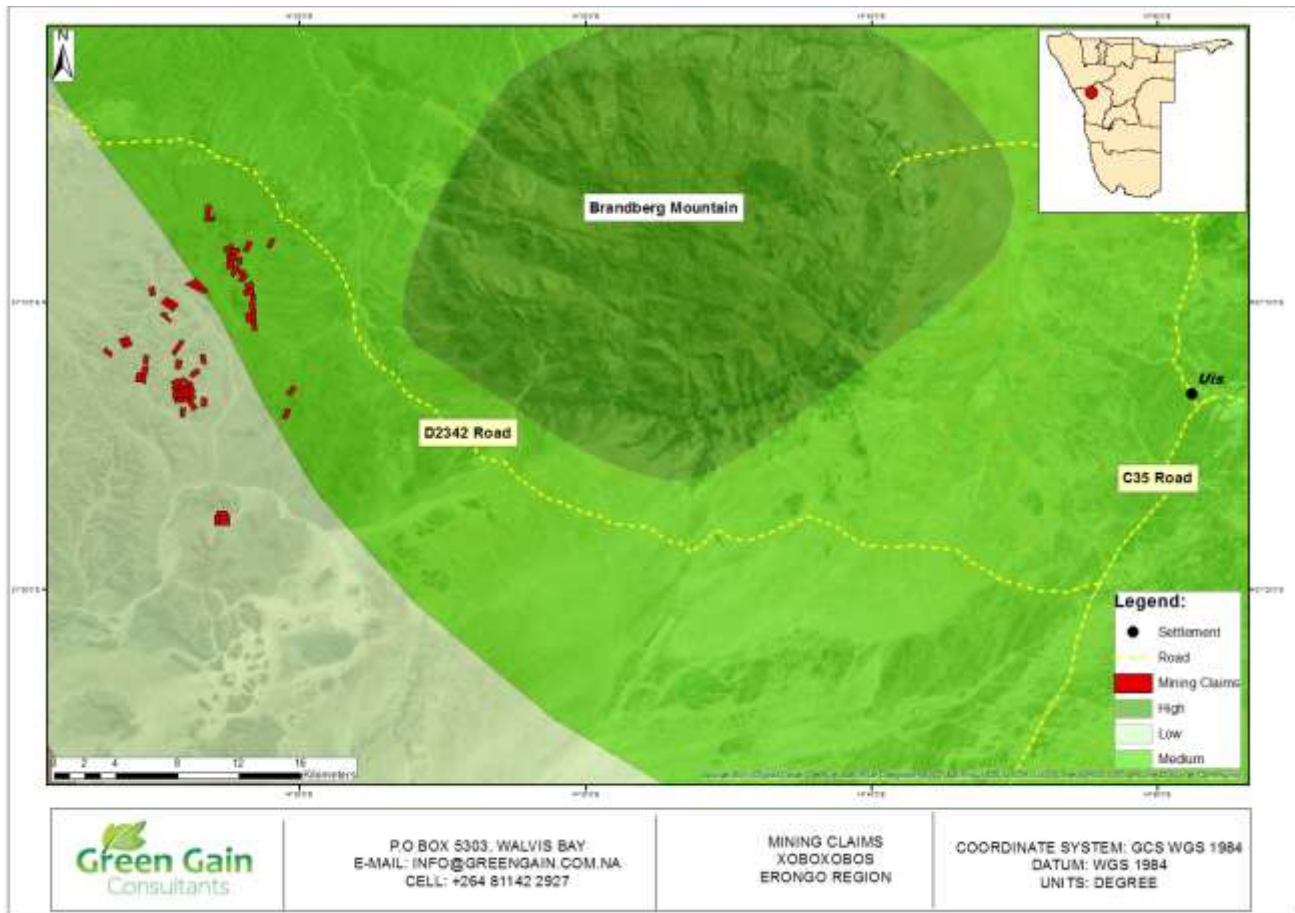 N
Brandberg Mountain
Uis
D2342 Road
C35 Road
Legend:
Settlement
Road
Mining Claims
High
Low
Medium
0 2 4 8 12 16
Kilometers
Green Gain
Consultants
P.O BOX 5303, WALVIS BAY
E-MAIL: INFO@GREENGAIN.COM.NA
CELL: +264 81142 2927
MINING CLAIMS
XOBOXOBOS
ERONGO REGION
COORDINATE SYSTEM: GCS WGS 1984
DATUM: WGS 1984
UNITS: DEGREE